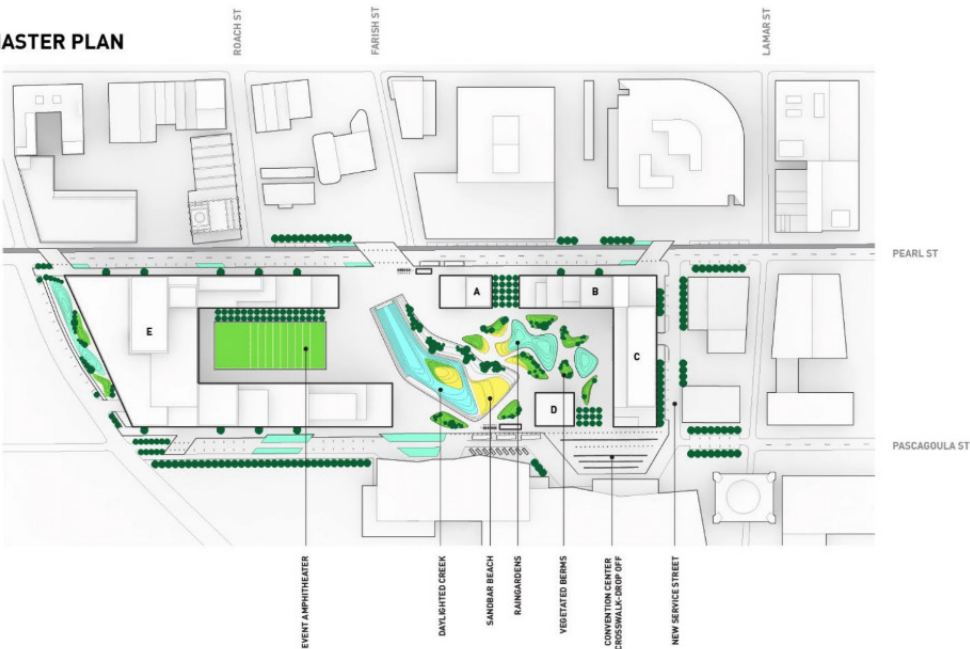 ASTER PLAN
ROACH ST
FARISH ST
LAMAR ST
PEARL ST
A
B
C
D
E
PASCAGOULA ST
EVENT AMPHITHEATER
DAYLIGHTED CREEK
SANDBAR BEACH
RAINGARDENS
VEGETATED BERMS
CONVENTION CENTER
CROSSWALK-DROP OFF
NEW SERVICE STREET